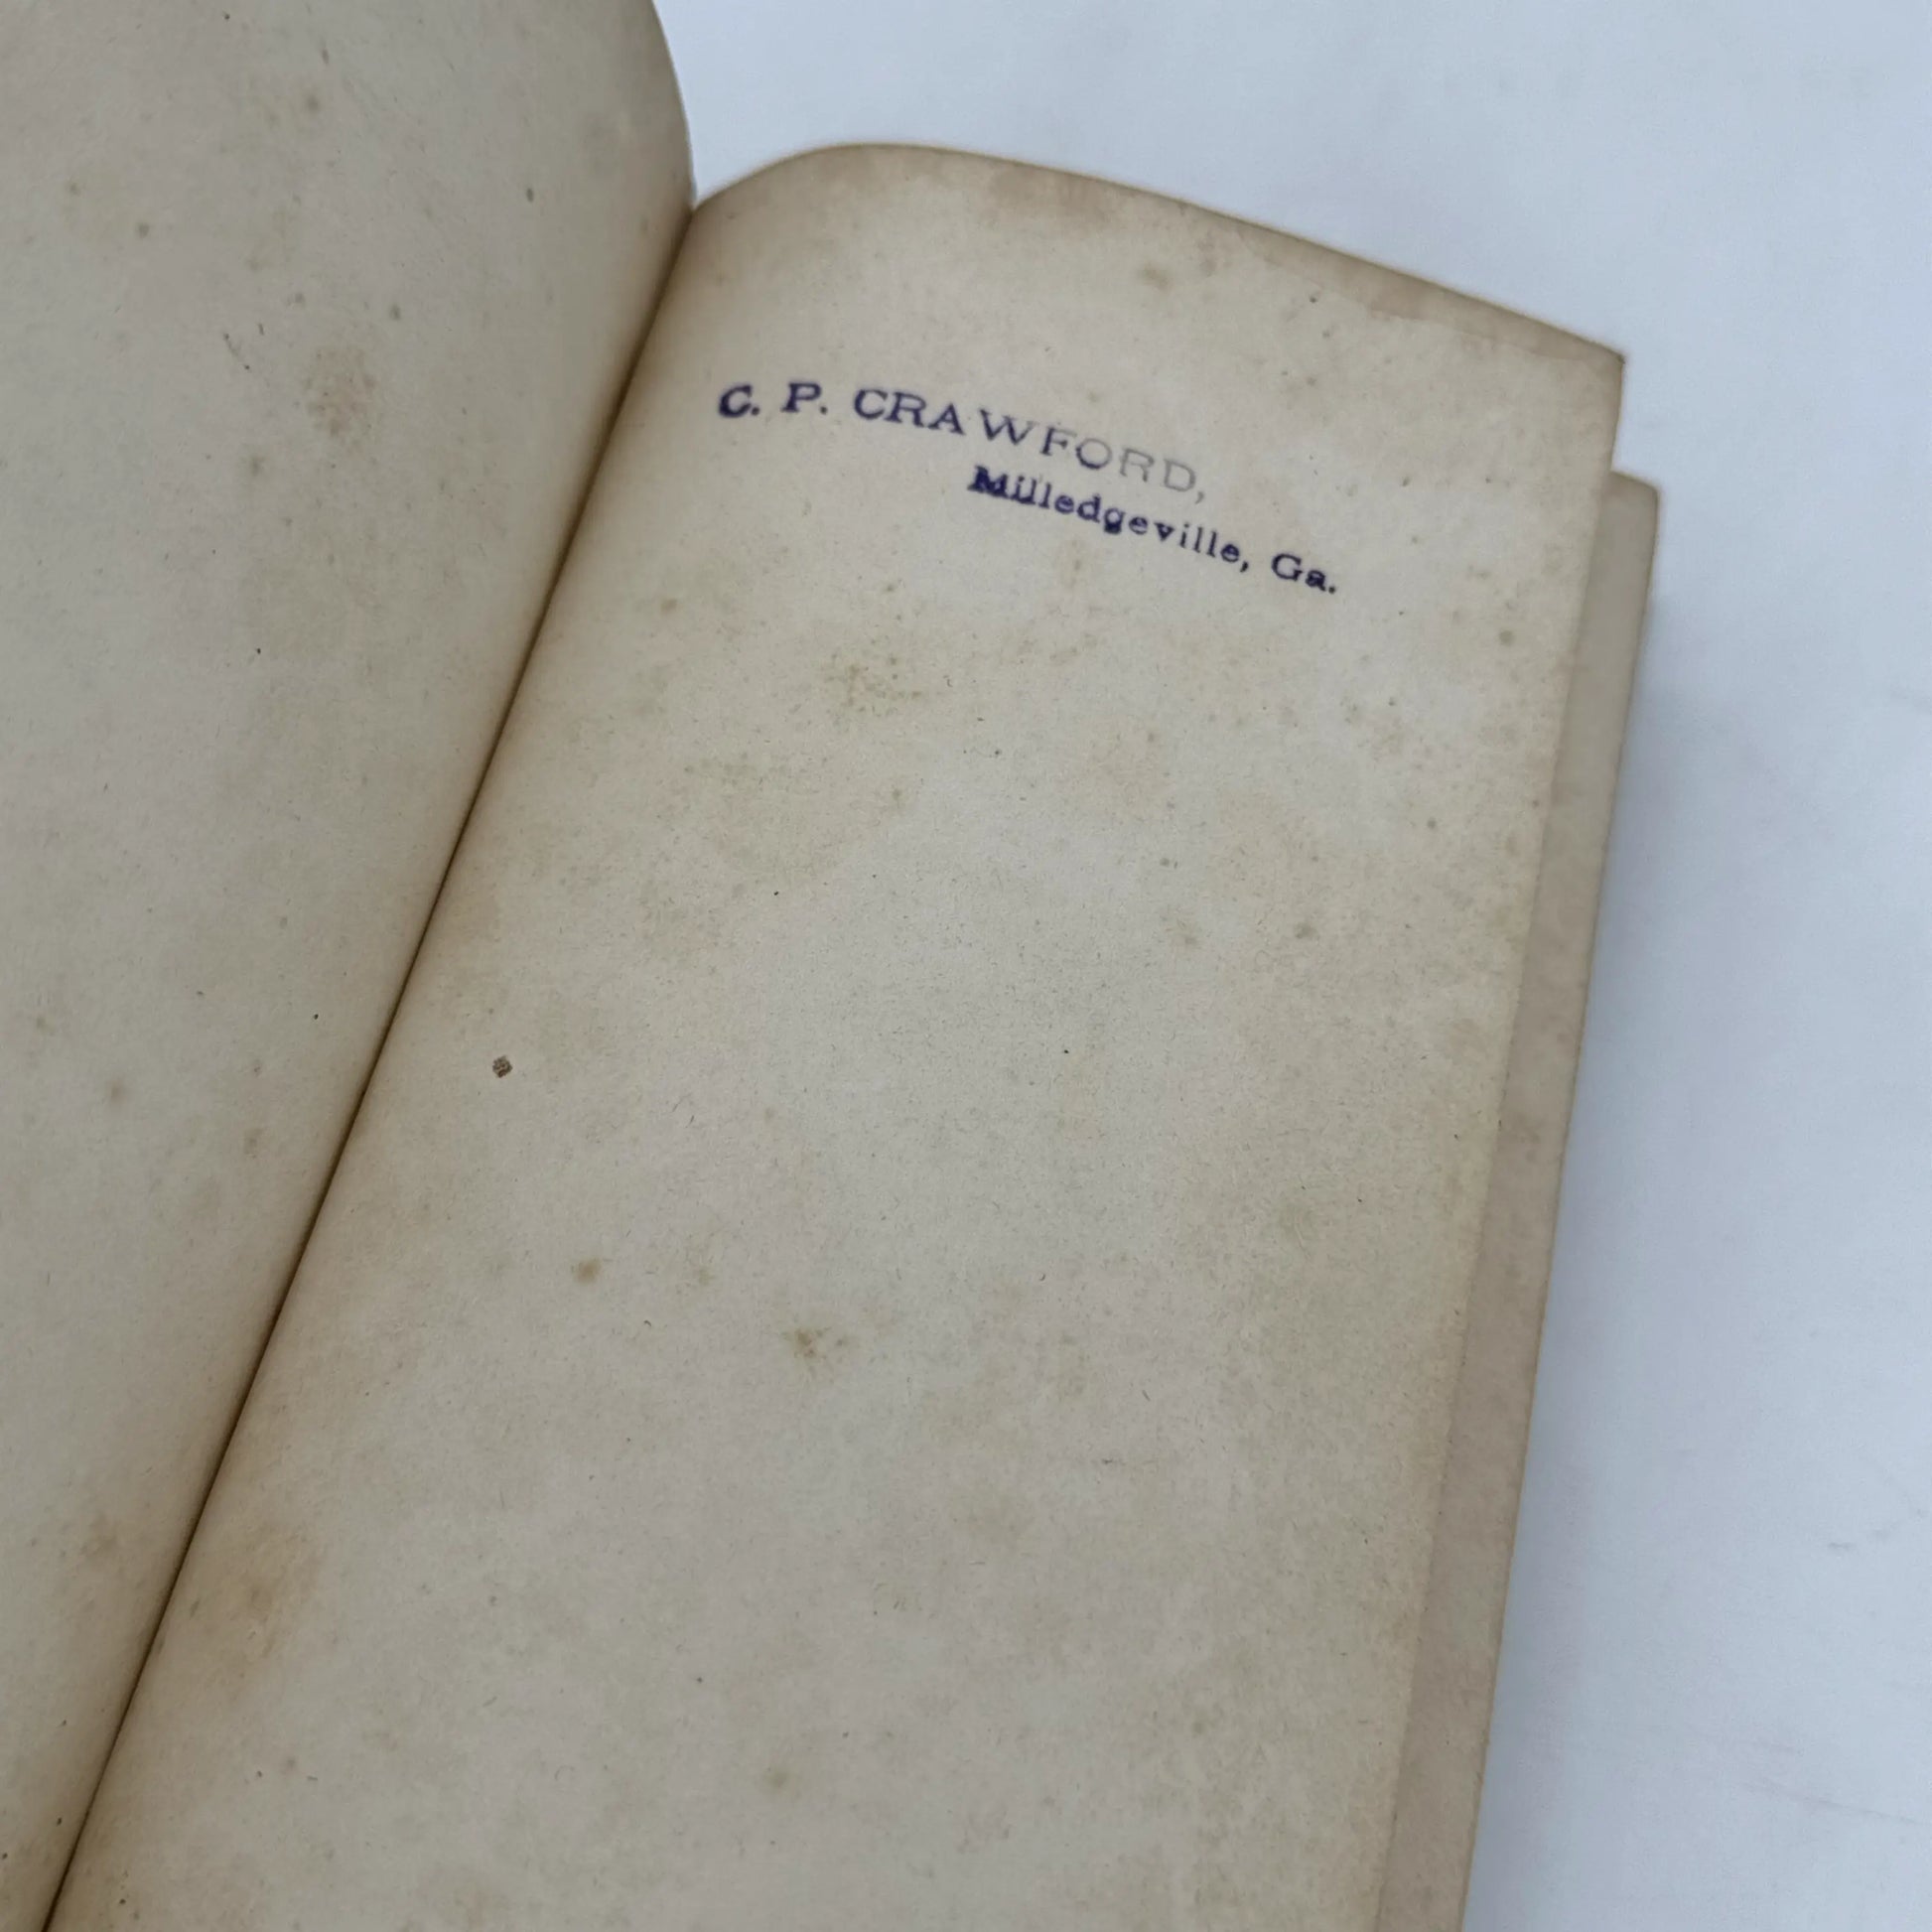 C. P. CRAWFORD,
Milledgeville, Ga.